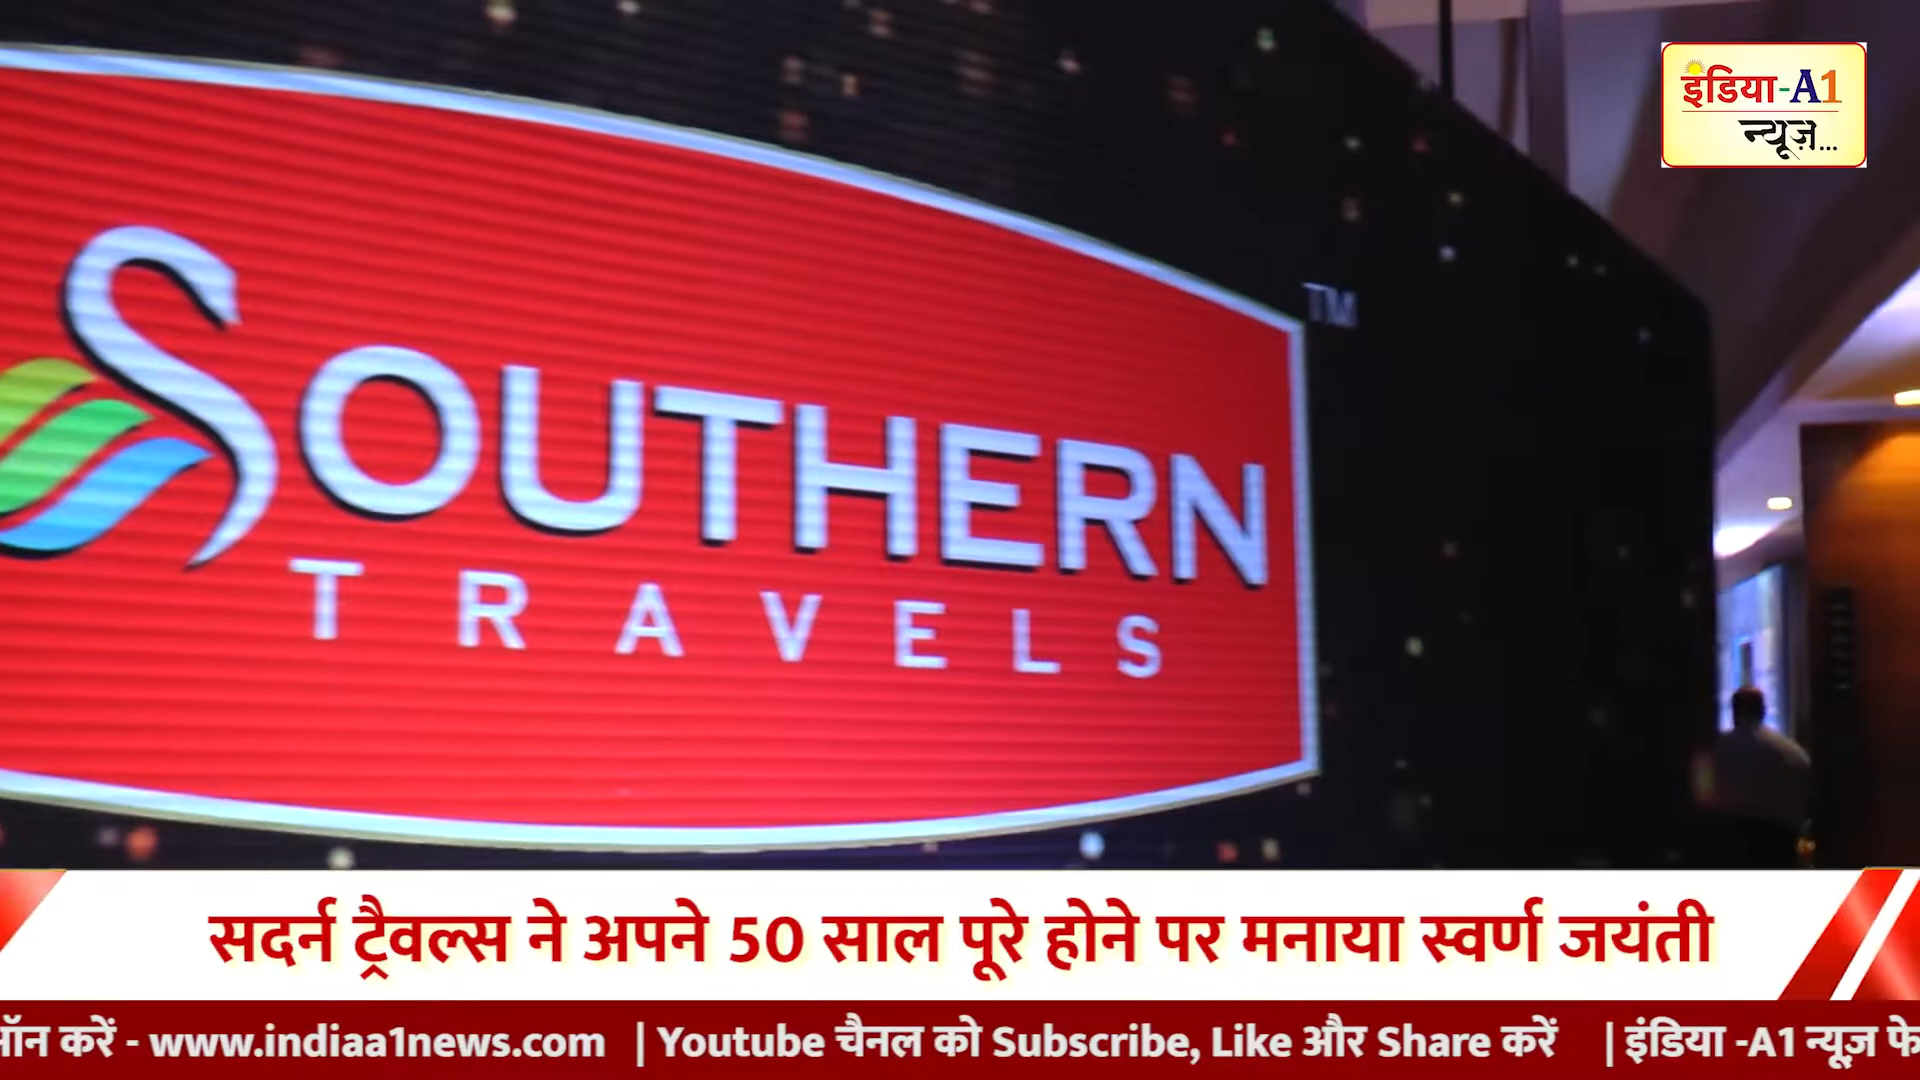 इंडिया-A1
न्यूज़...
SOUTHERN
TM
TRAVELS
सदर्न ट्रैवल्स ने अपने 50 साल पूरे होने पर मनाया स्वर्ण जयंती
करें - www.indiaa1news.com | Youtube चैनल को Subscribe, Like और Share करें | इंडिया -A1 न्यूज़